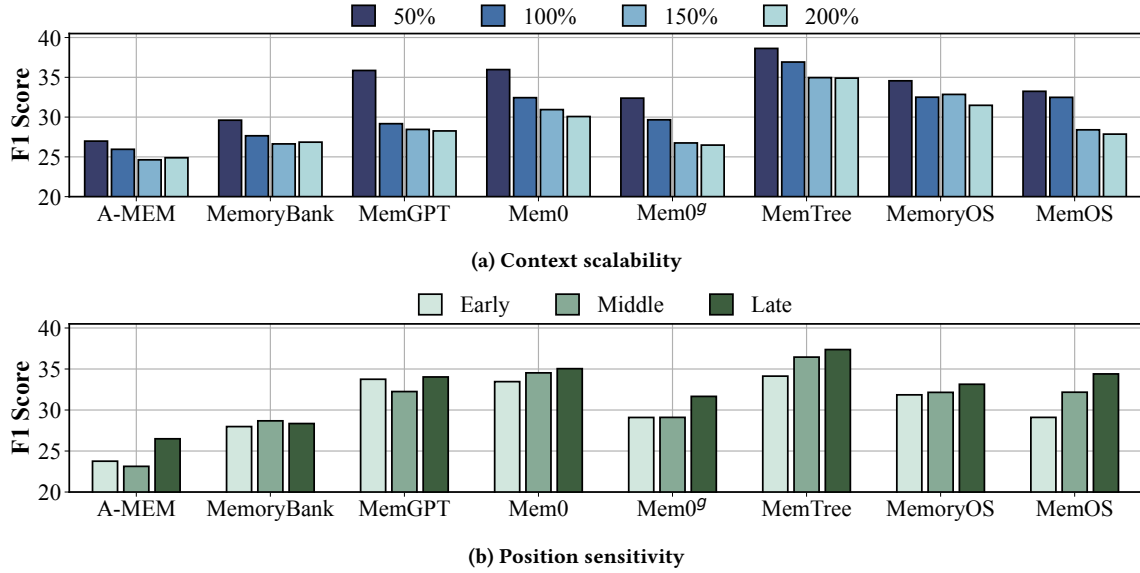 50% 100% 150% 200%
40
35
30
25
20
F1 Score
A-MEM MemoryBank MemGPT Mem0 Mem0ᵍ MemTree MemoryOS MemOS
(a) Context scalability
Early Middle Late
40
35
30
25
20
F1 Score
A-MEM MemoryBank MemGPT Mem0 Mem0ᵍ MemTree MemoryOS MemOS
(b) Position sensitivity